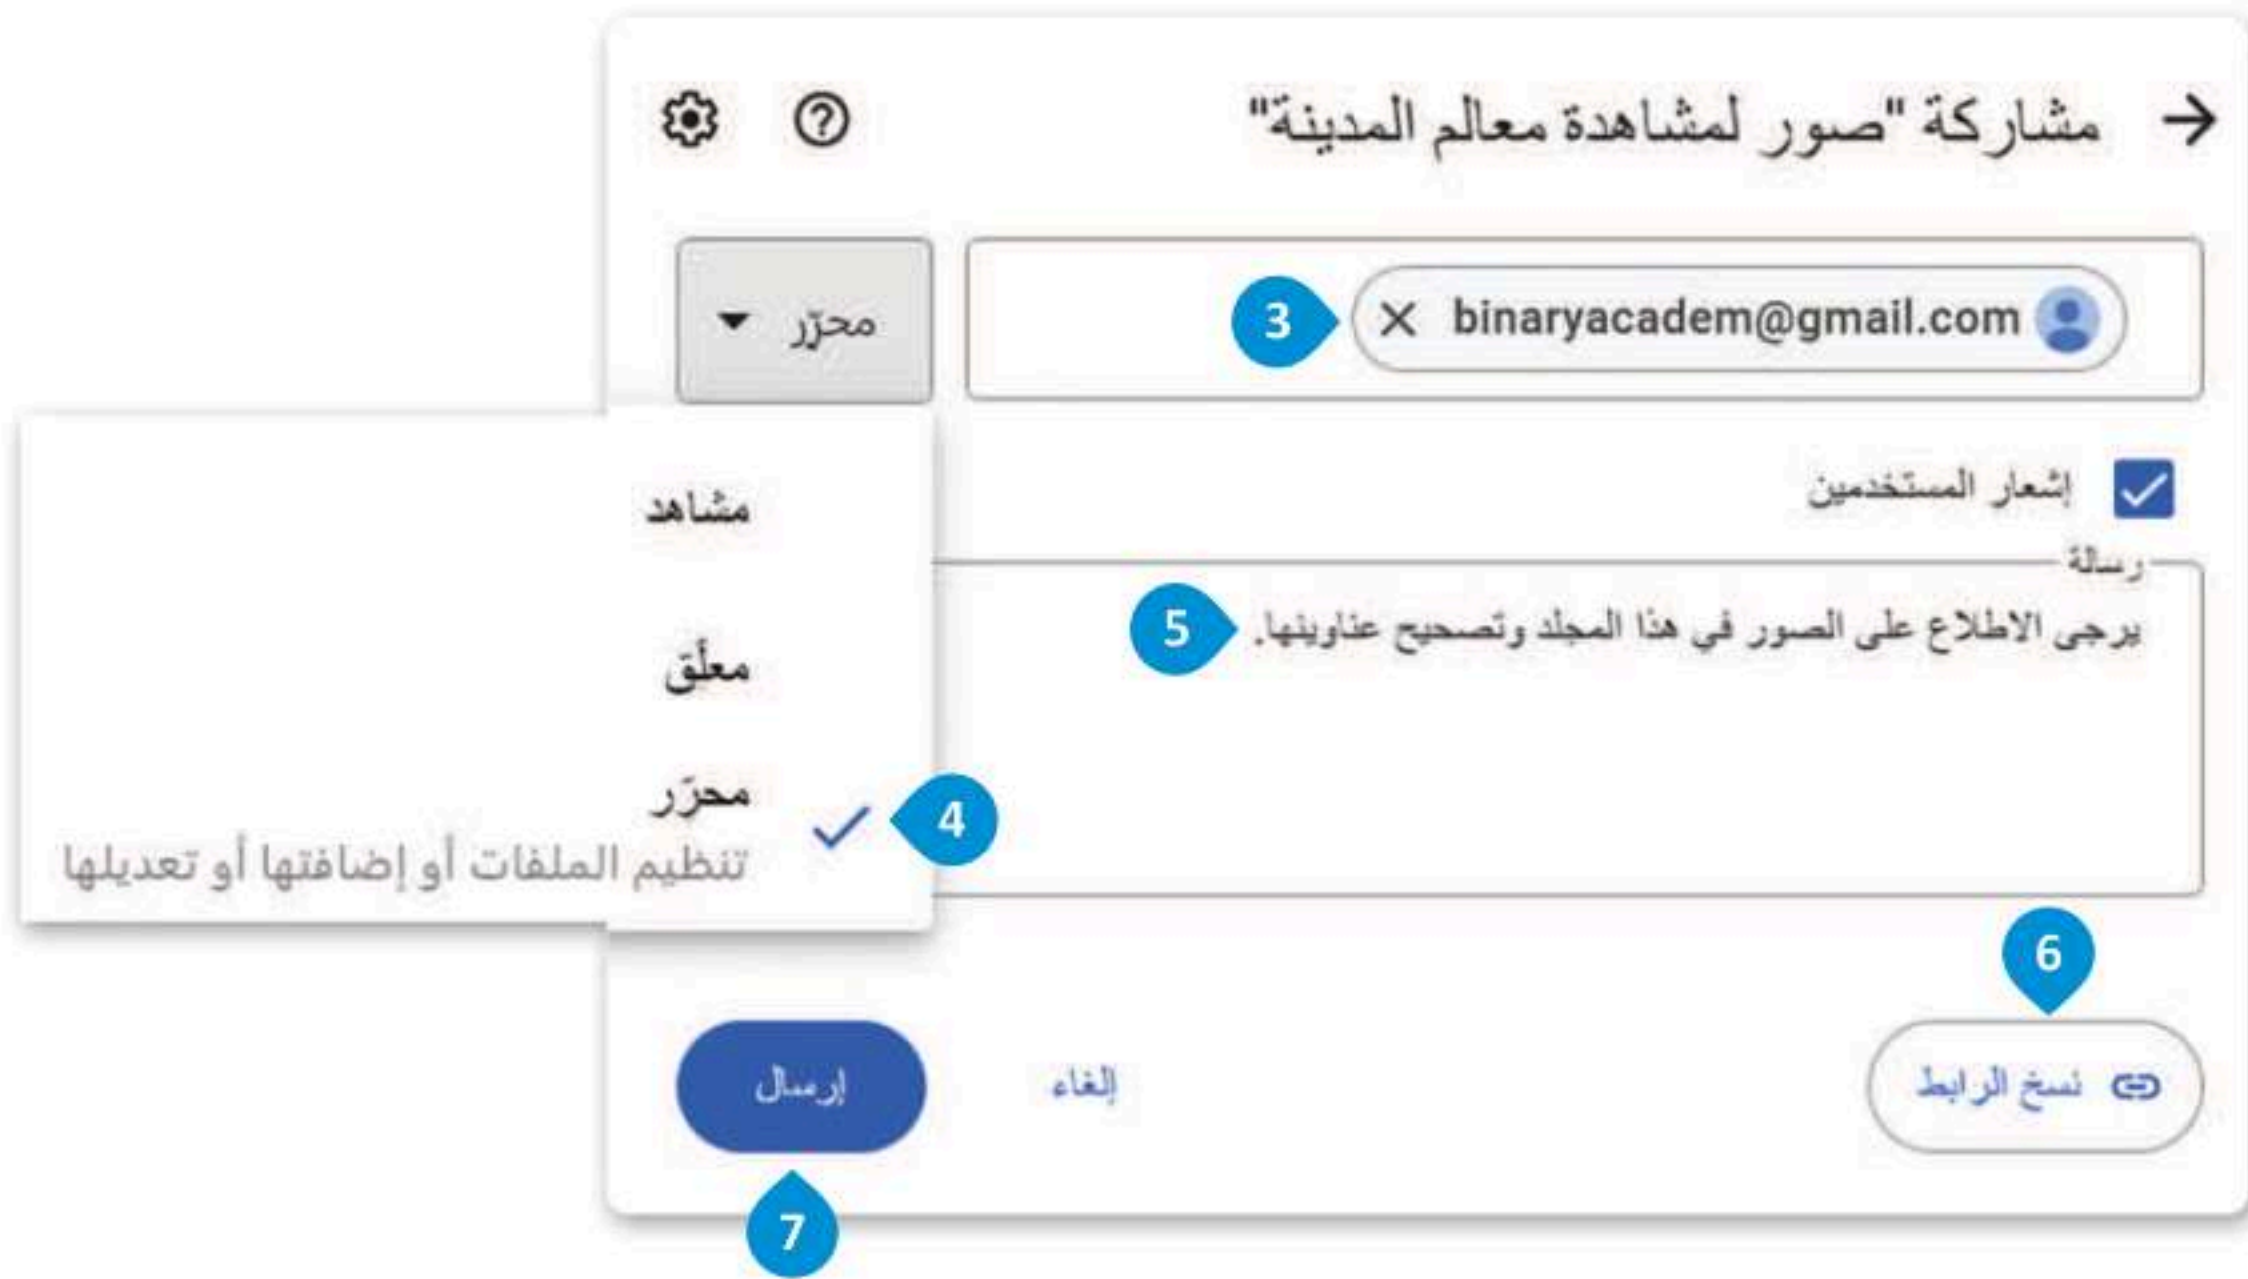 مشاركة "صور لمشاهدة معالم المدينة"
3
binaryacadem@gmail.com
محرّر
إشعار المستخدمين
رسالة
يرجى الاطلاع على الصور في هذا المجلد وتصحيح عناوينها.
5
مشاهد
معلّق
محرّر
تنظيم الملفات أو إضافتها أو تعديلها
4
6
نسخ الرابط
إلغاء
إرسال
7